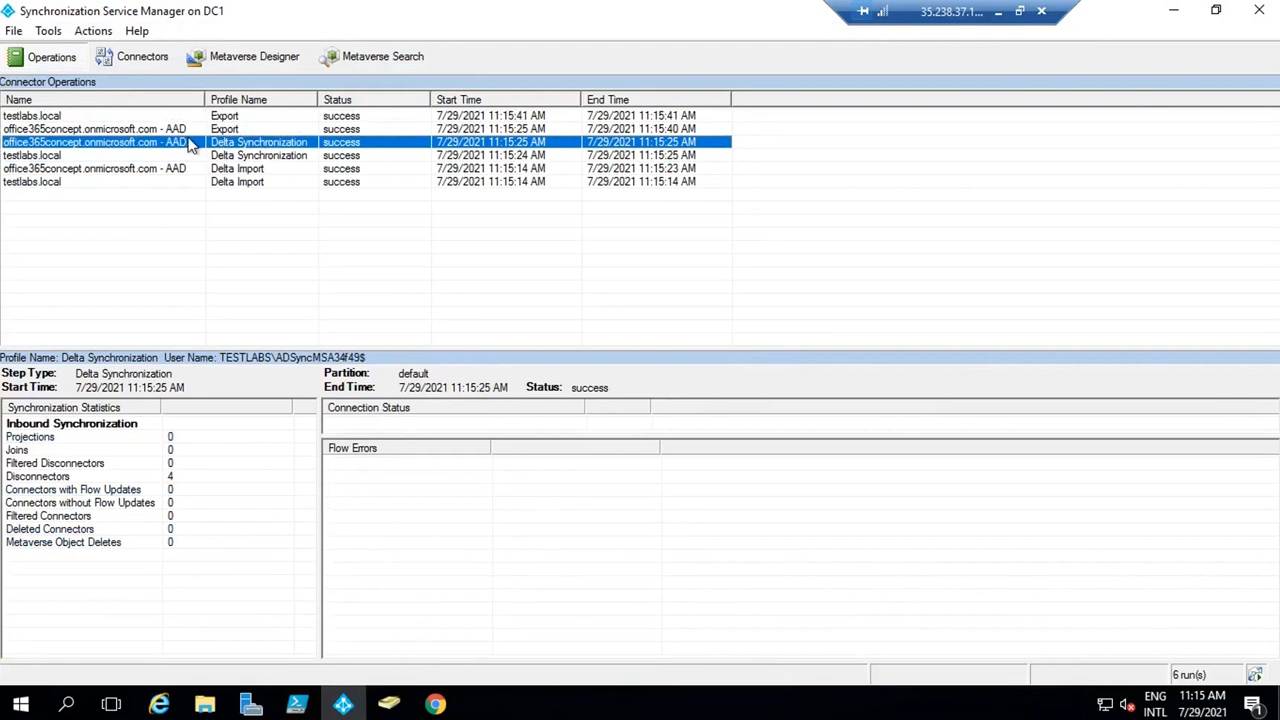 Synchronization Service Manager on DC1
35.238.37.1...
File Tools Actions Help
Operations Connectors Metaverse Designer Metaverse Search
Connector Operations
Name Profile Name Status Start Time End Time
testlabs.local Export success 7/29/2021 11:15:41 AM 7/29/2021 11:15:41 AM
office365concept.onmicrosoft.com - AAD Export success 7/29/2021 11:15:25 AM 7/29/2021 11:15:40 AM
office365concept.onmicrosoft.com - AAD Delta Synchronization success 7/29/2021 11:15:25 AM 7/29/2021 11:15:25 AM
testlabs.local Delta Synchronization success 7/29/2021 11:15:24 AM 7/29/2021 11:15:25 AM
office365concept.onmicrosoft.com - AAD Delta Import success 7/29/2021 11:15:14 AM 7/29/2021 11:15:23 AM
testlabs.local Delta Import success 7/29/2021 11:15:14 AM 7/29/2021 11:15:14 AM
Profile Name: Delta Synchronization User Name: TESTLABS\ADSyncMSA34f49$
Step Type: Delta Synchronization Partition: default
Start Time: 7/29/2021 11:15:25 AM End Time: 7/29/2021 11:15:25 AM Status: success
Synchronization Statistics Connection Status
Inbound Synchronization
Projections 0
Joins 0
Flow Errors
Filtered Disconnectors 0
Disconnectors 4
Connectors with Flow Updates 0
Connectors without Flow Updates 0
Filtered Connectors 0
Deleted Connectors 0
Metaverse Object Deletes 0
6 run(s)
ENG 11:15 AM
INTL 7/29/2021
1